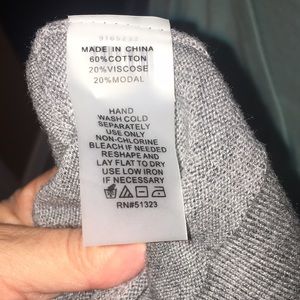 MADE IN CHINA
60%COTTON
20%VISCOSE
20%MODAL
HAND
WASH COLD
SEPARATELY
USE ONLY
NON-CHLORINE
BLEACH IF NEEDED
RESHAPE AND
LAY FLAT TO DRY
USE LOW IRON
IF NECESSARY
RN#51323